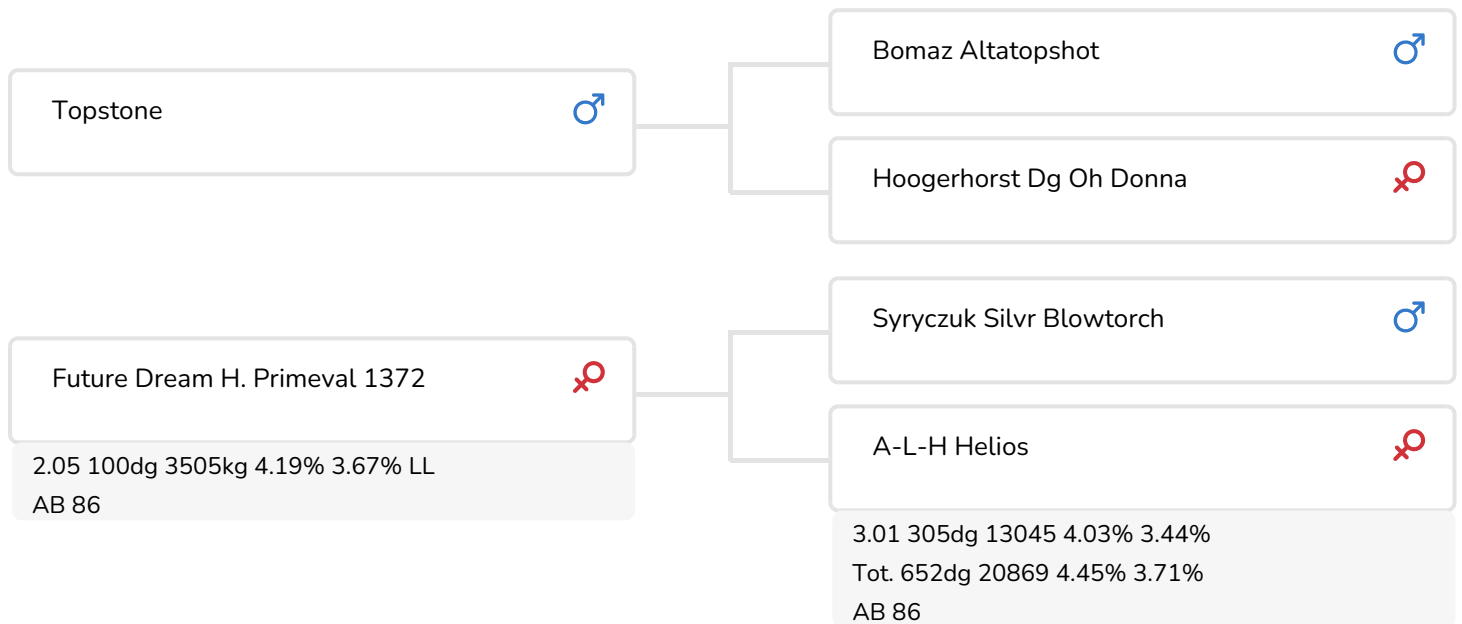 Topstone
Bomaz Altatopshot
Hoogerhorst Dg Oh Donna
Future Dream H. Primeval 1372
2.05 100dg 3505kg 4.19% 3.67% LL
AB 86
Syryczuk Silvr Blowtorch
A-L-H Helios
3.01 305dg 13045 4.03% 3.44%
Tot. 652dg 20869 4.45% 3.71%
AB 86